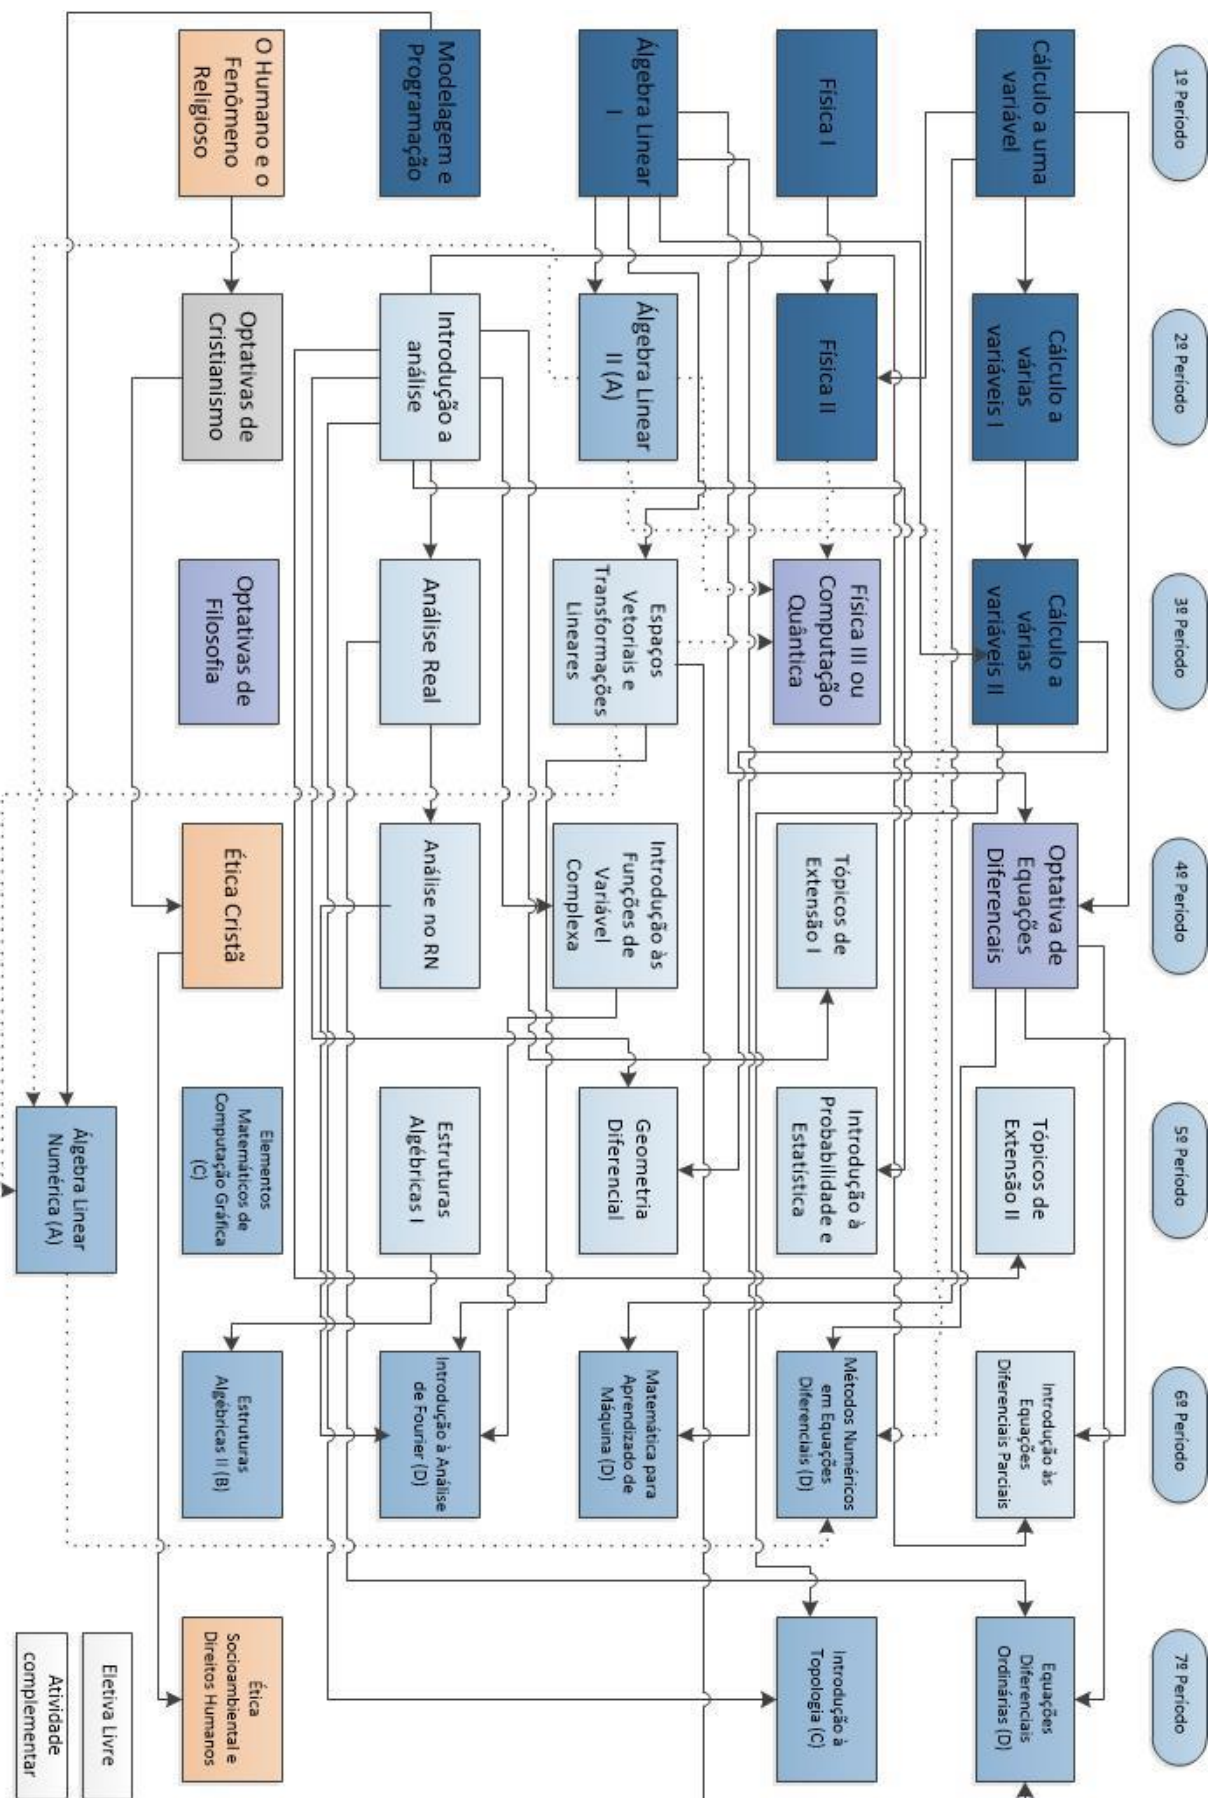 1º Período
2º Período
3º Período
4º Período
5º Período
6º Período
7º Período
Cálculo a uma
variável
Cálculo a
várias
variáveis I
Cálculo a
várias
variáveis II
Optativa de
Equações
Diferencais
Tópicos de
Extensão II
Introdução às
Equações
Diferenciais Parciais
Equações
Diferenciais
Ordinárias (D)
Física I
Física II
Física III ou
Computação
Quântica
Tópicos de
Extensão I
Introdução à
Probabilidade e
Estatística
Métodos Numéricos
em Equações
Diferenciais (D)
Introdução à
Topologia (C)
Álgebra Linear
I
Álgebra Linear
II (A)
Espaços
Vetoriais e
Transformações
Lineares
Introdução às
Funções de
Variável
Complexa
Geometria
Diferencial
Matemática para
Aprendizado de
Máquina (D)
Modelagem e
Programação
Introdução a
análise
Análise Real
Análise no RN
Estruturas
Algébricas I
Introdução à Análise
de Fourier (D)
O Humano e o
Fenômeno
Religioso
Optativas de
Cristianismo
Optativas de
Filosofia
Ética Cristã
Elementos
Matemáticos de
Computação Gráfica
(C)
Estruturas
Algébricas II (B)
Ética
Socioambiental e
Direitos Humanos
Álgebra Linear
Numérica (A)
Eletiva Livre
Atividade
complementar